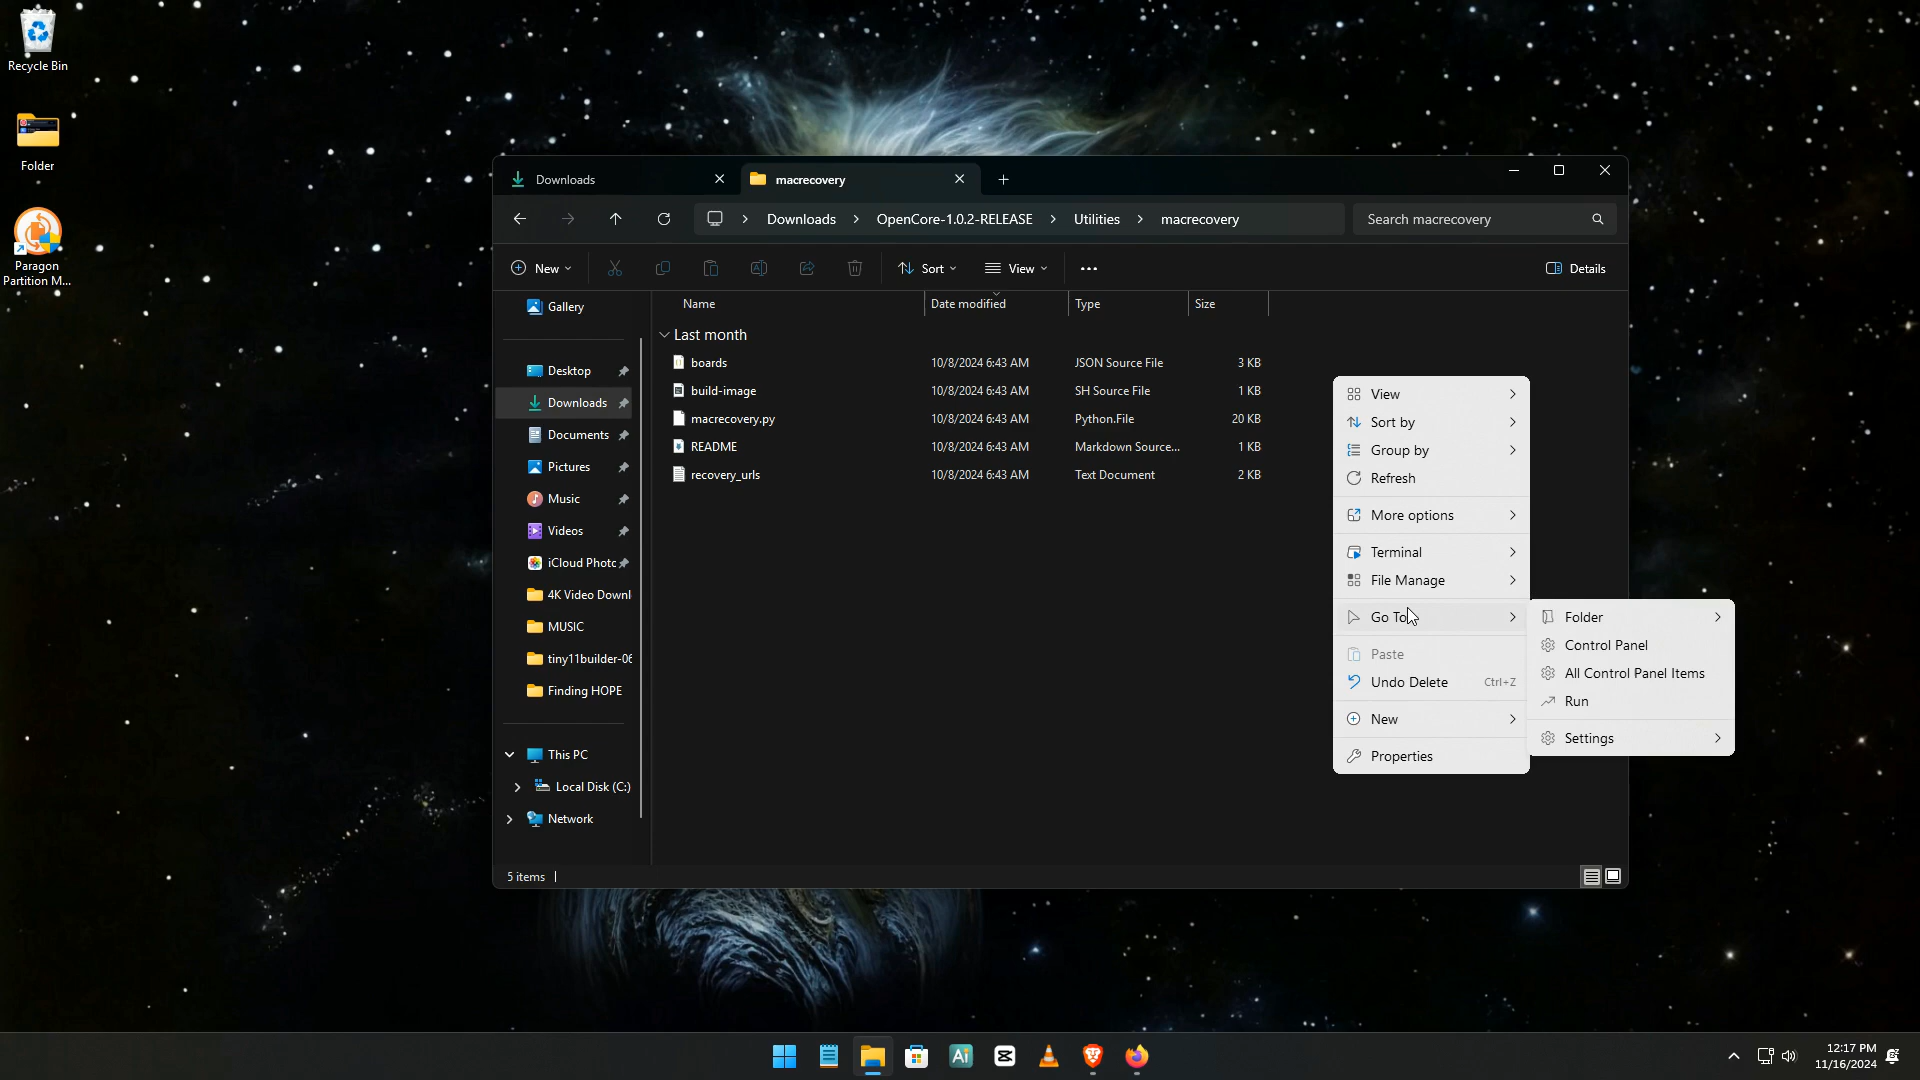 Recycle Bin
Folder
Paragon
Partition M...
Downloads
macrecovery
Downloads
OpenCore-1.0.2-RELEASE
Utilities
macrecovery
Search macrecovery
New
Sort
View
Details
Gallery
Desktop
Downloads
Documents
Pictures
Music
Videos
iCloud Photo
4K Video Downl
MUSIC
tiny11builder-06
Finding HOPE
This PC
Local Disk (C:)
Network
Name Date modified Type Size
Last month
boards 10/8/2024 6:43 AM JSON Source File 3 KB
build-image 10/8/2024 6:43 AM SH Source File 1 KB
macrecovery.py 10/8/2024 6:43 AM Python.File 20 KB
README 10/8/2024 6:43 AM Markdown Source... 1 KB
recovery_urls 10/8/2024 6:43 AM Text Document 2 KB
View
Sort by
Group by
Refresh
More options
Terminal
File Manage
Go To
Paste
Undo Delete Ctrl+Z
New
Properties
Folder
Control Panel
All Control Panel Items
Run
Settings
5 items
Ai
12:17 PM
11/16/2024